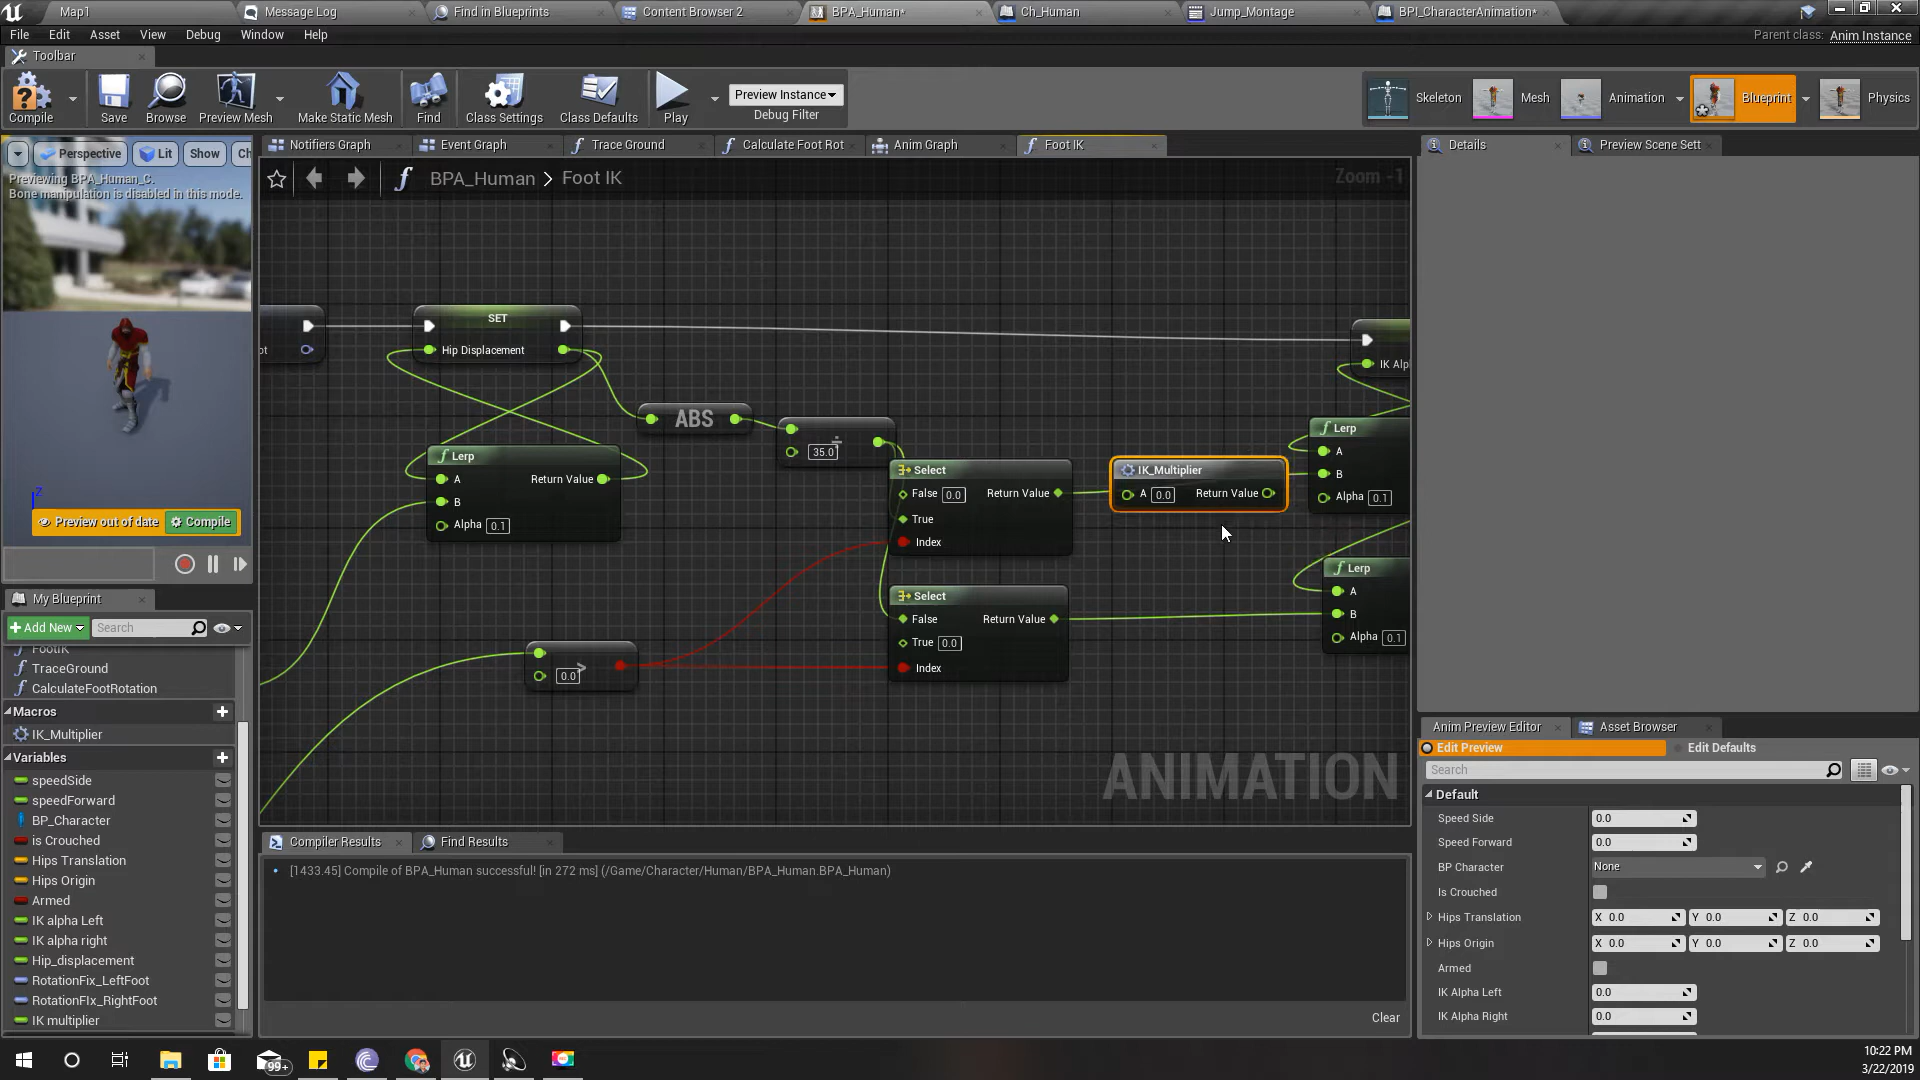 Map1
Message Log
Find in Blueprints
Content Browser 2
BPA_Human*
Ch_Human
Jump_Montage
BPI_CharacterAnimation*
File Edit Asset View Debug Window Help
Parent class: Anim Instance
Toolbar
Compile
Save
Browse
Preview Mesh
Make Static Mesh
Find
Class Settings
Class Defaults
Play
Preview Instance
Debug Filter
Skeleton
Mesh
Animation
Blueprint
Physics
Perspective
Lit
Show
Ch
Previewing BPA_Human_C.
Bone manipulation is disabled in this mode.
Z
Preview out of date
Compile
Notifiers Graph
Event Graph
Trace Ground
Calculate Foot Rot
Anim Graph
Foot IK
BPA_Human > Foot IK
Zoom -1
ot
SET
Hip Displacement
Lerp
A
Return Value
B
Alpha 0.1
ABS
÷
35.0
>
0.0
Select
False 0.0
Return Value
True
Index
Select
False
Return Value
True 0.0
Index
IK_Multiplier
A 0.0
Return Value
IK Alp
Lerp
A
B
Alpha 0.1
Lerp
A
B
Alpha 0.1
ANIMATION
My Blueprint
Add New
Search
FootIK
TraceGround
CalculateFootRotation
Macros
IK_Multiplier
Variables
speedSide
speedForward
BP_Character
is Crouched
Hips Translation
Hips Origin
Armed
IK alpha Left
IK alpha right
Hip_displacement
RotationFix_LeftFoot
RotationFIx_RightFoot
IK multiplier
Compiler Results
Find Results
[1433.45] Compile of BPA_Human successful! [in 272 ms] (/Game/Character/Human/BPA_Human.BPA_Human)
Clear
Details
Preview Scene Sett
Anim Preview Editor
Asset Browser
Edit Preview
Edit Defaults
Search
Default
Speed Side 0.0
Speed Forward 0.0
BP Character None
Is Crouched
Hips Translation X 0.0 Y 0.0 Z 0.0
Hips Origin X 0.0 Y 0.0 Z 0.0
Armed
IK Alpha Left 0.0
IK Alpha Right 0.0
99+
10:22 PM
3/22/2019